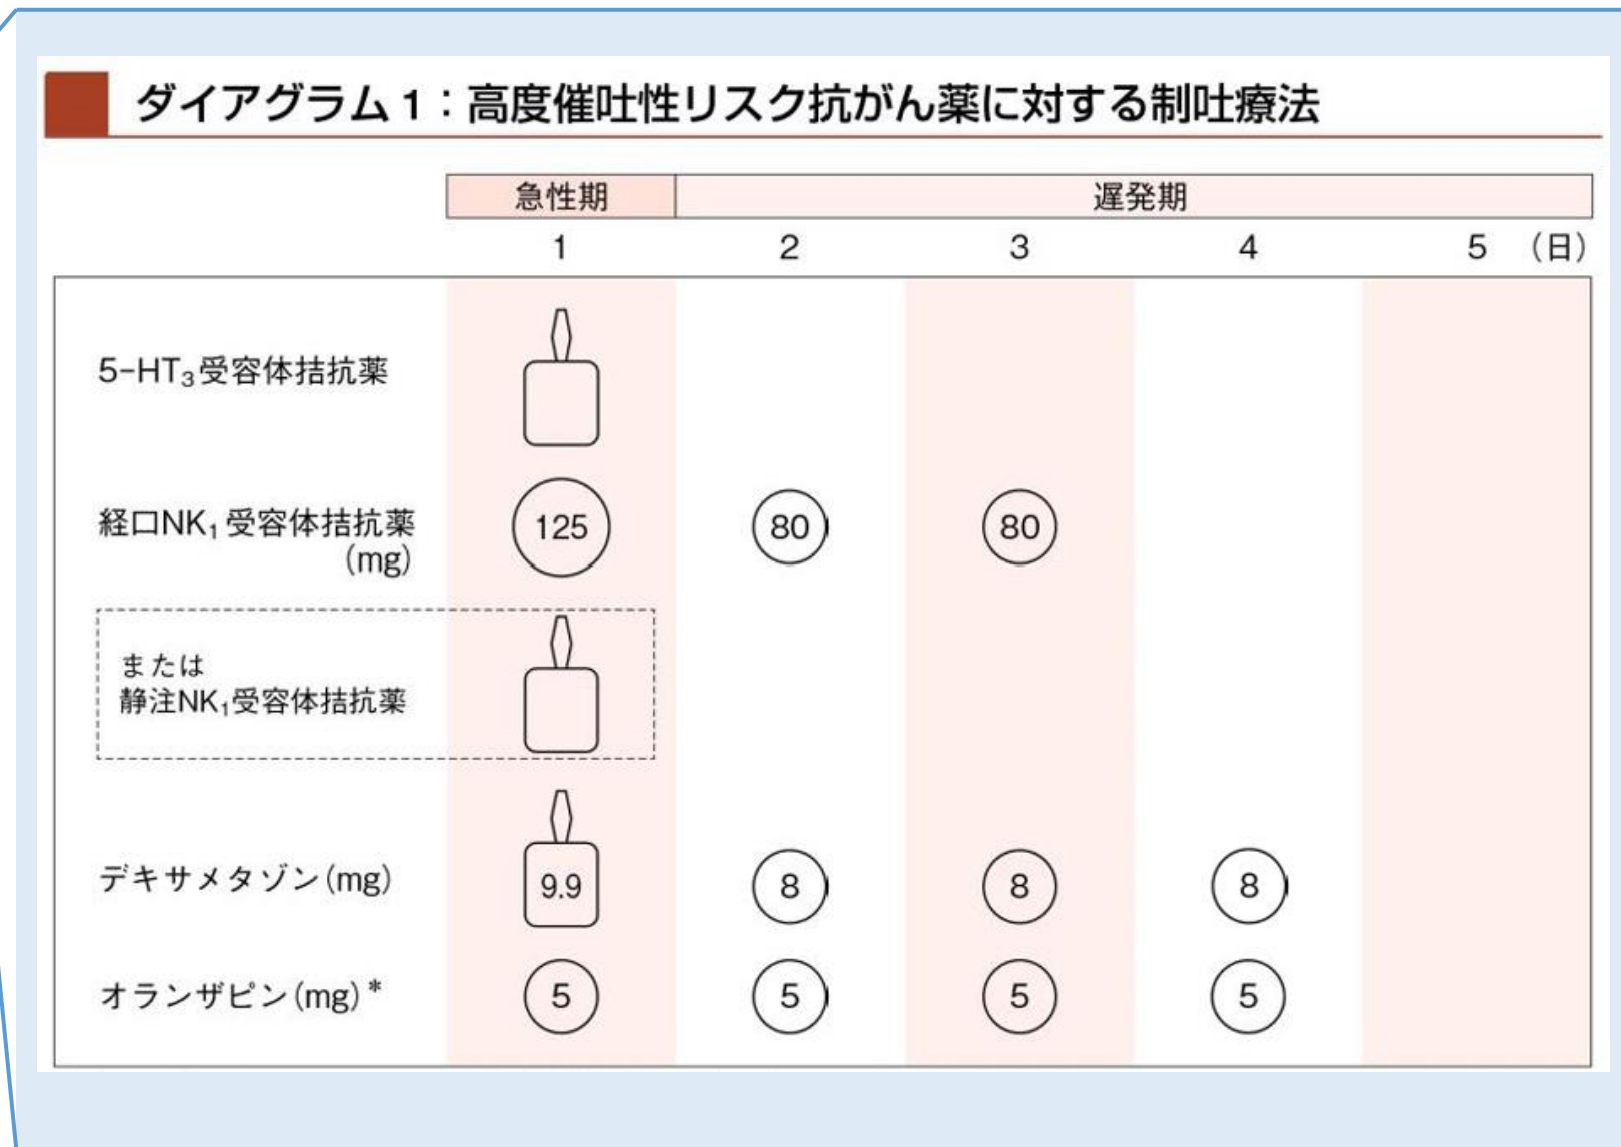 ダイアグラム1：高度催吐性リスク抗がん薬に対する制吐療法
急性期 遅発期
1 2 3 4 5 （日）
5-HT₃受容体拮抗薬
経口NK₁受容体拮抗薬
(mg)
125 80 80
または
静注NK₁受容体拮抗薬
デキサメタゾン(mg) 9.9 8 8 8
オランザピン(mg)* 5 5 5 5